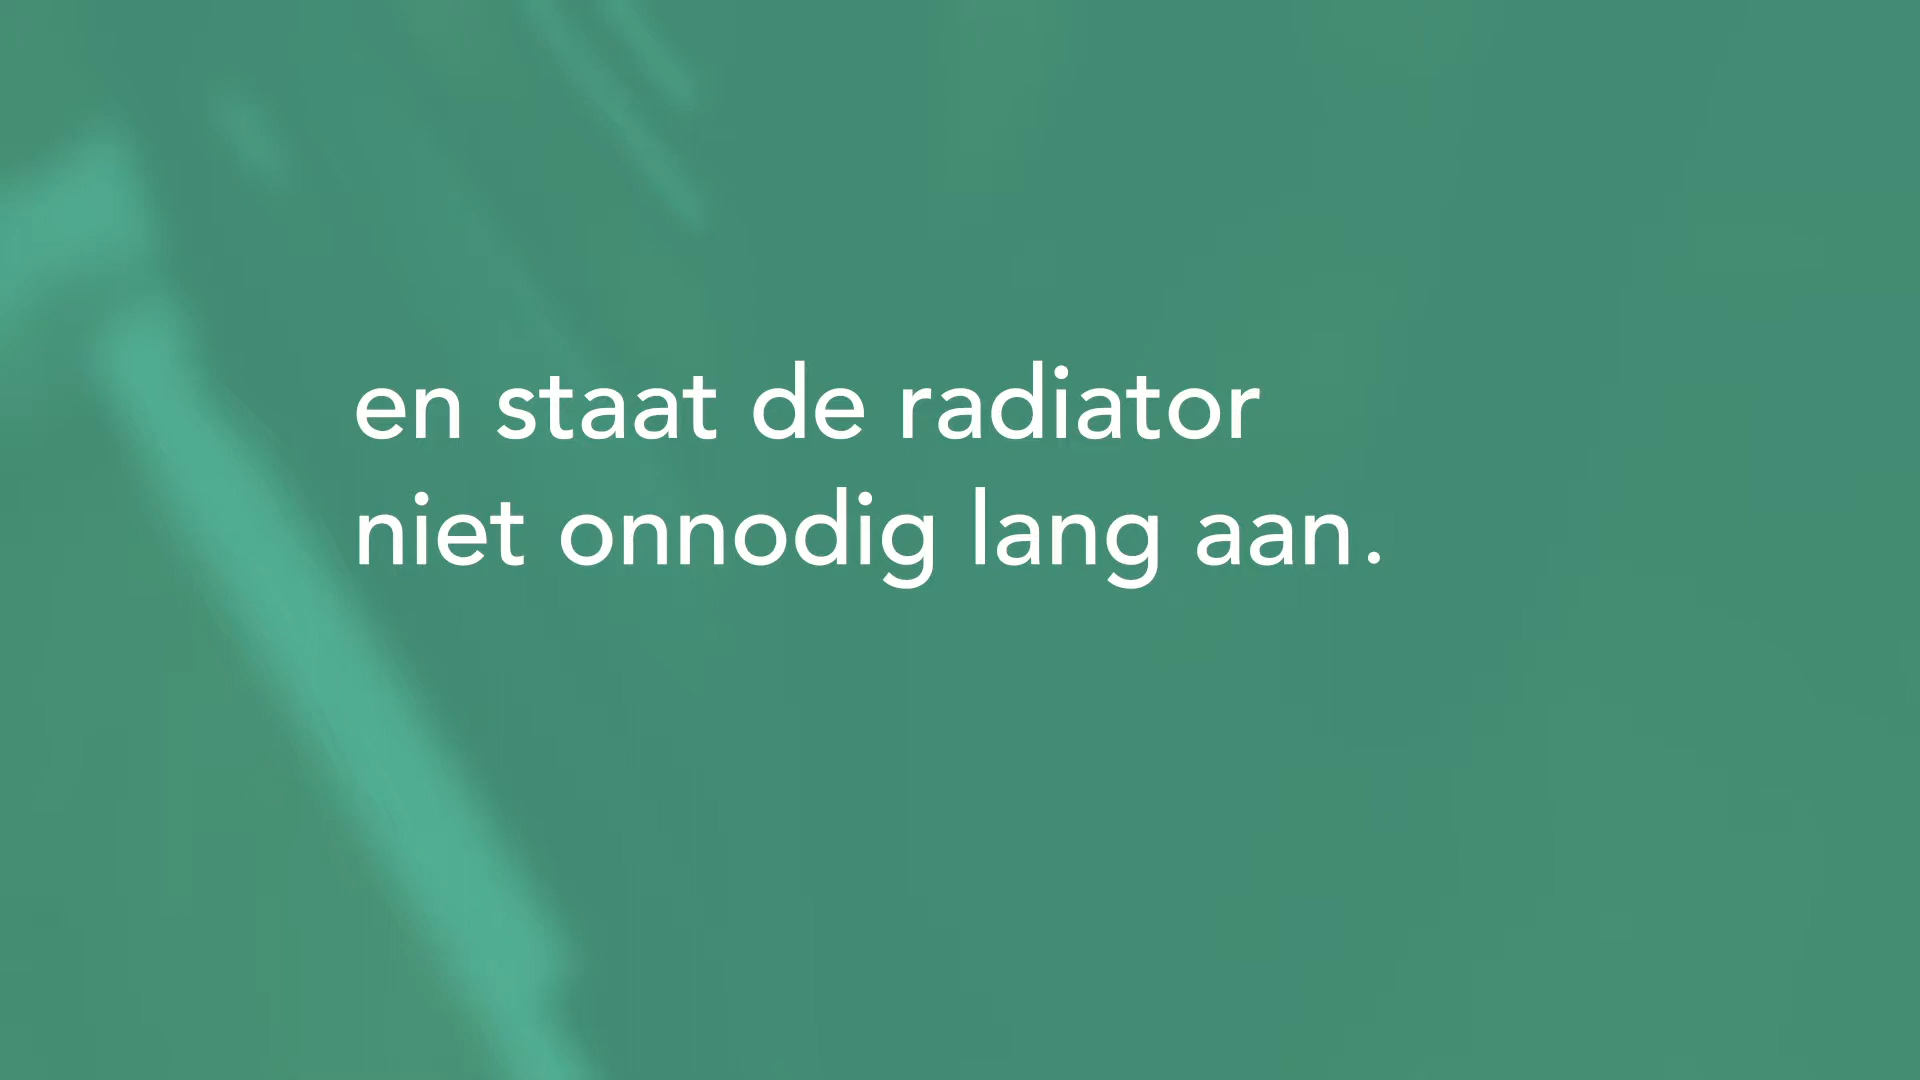 en staat de radiator
niet onnodig lang aan.